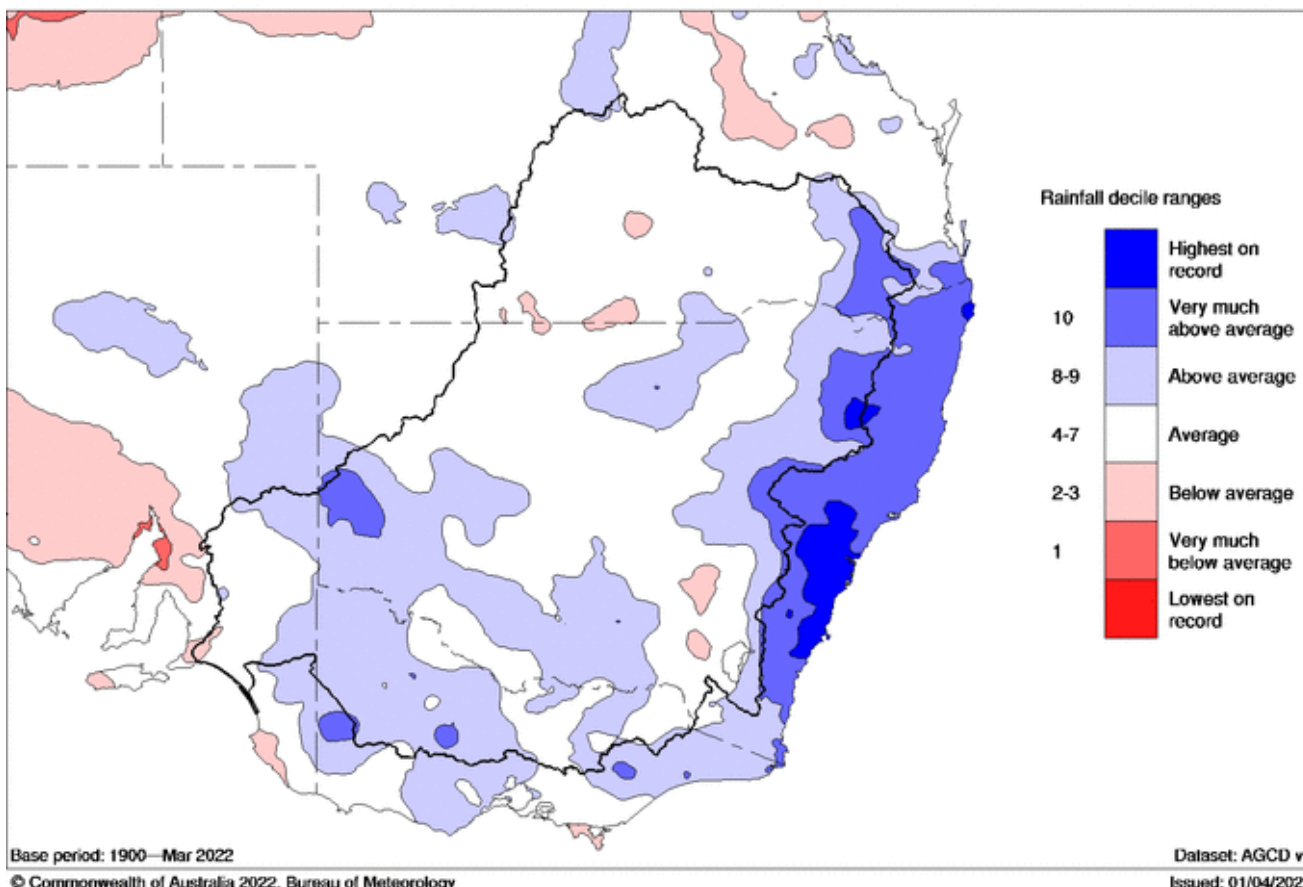 Rainfall decile ranges
Highest on
record
10
Very much
above average
8-9
Above average
4-7
Average
2-3
Below average
1
Very much
below average
Lowest on
record
Base period: 1900—Mar 2022
Dataset: AGCD v
© Commonwealth of Australia 2022, Bureau of Meteorology
Issued: 01/04/202